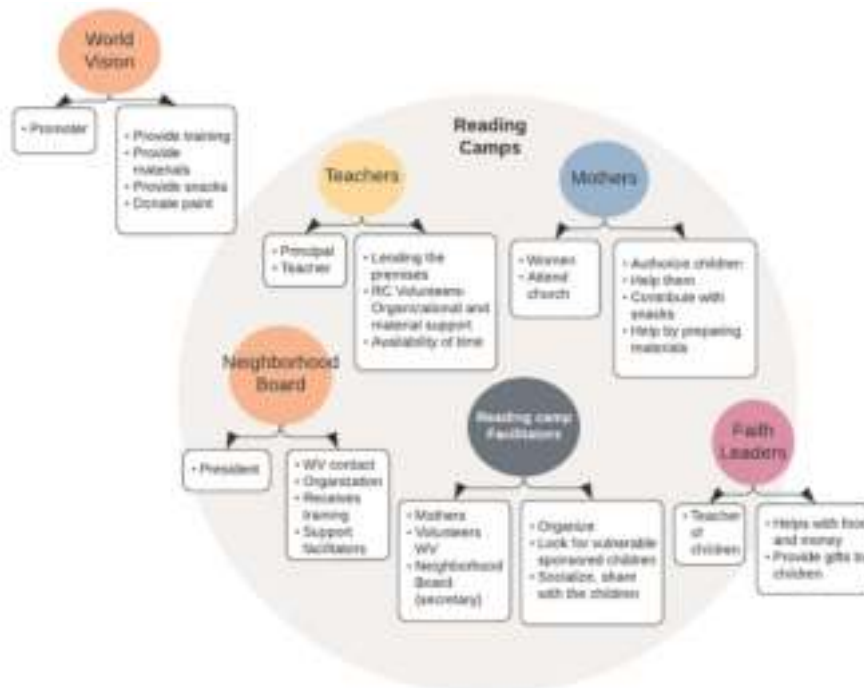 World
Vision
• Promoter
• Provide training
• Provide
materials
• Provide snacks
• Donate paint
Reading
Camps
Teachers
• Principal
• Teacher
• Lending the
premises
• RC Volunteers-
Organizational and
material support
• Availability of time
Mothers
• Women
• Attend
church
• Authorize children
• Help them
• Contribute with
snacks
• Help by preparing
materials
Neighborhood
Board
• President
• WV contact
• Organization
• Receives
training
• Support
facilitators
Reading camp
Facilitators
• Mothers
• Volunteers
WV
• Neighborhood
Board
(secretary)
• Organize
• Look for vulnerable
sponsored children
• Socialize, share
with the children
Faith
Leaders
• Teacher
of
children
• Helps with food
and money
• Provide gifts to
children